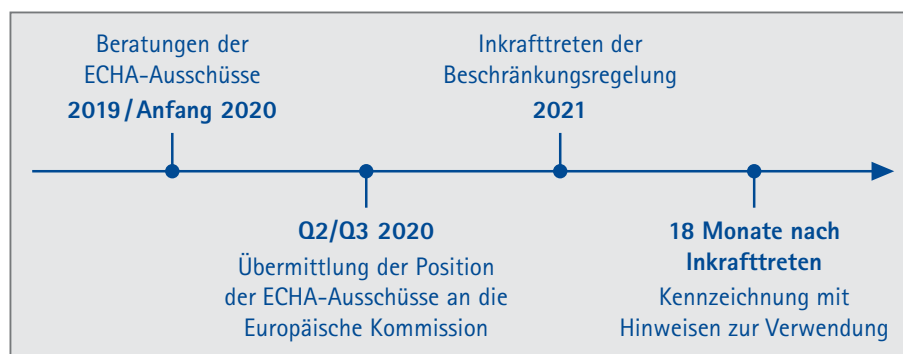 Beratungen der
ECHA-Ausschüsse
2019/Anfang 2020
Inkrafttreten der
Beschränkungsregelung
2021
Q2/Q3 2020
Übermittlung der Position
der ECHA-Ausschüsse an die
Europäische Kommission
18 Monate nach
Inkrafttreten
Kennzeichnung mit
Hinweisen zur Verwendung